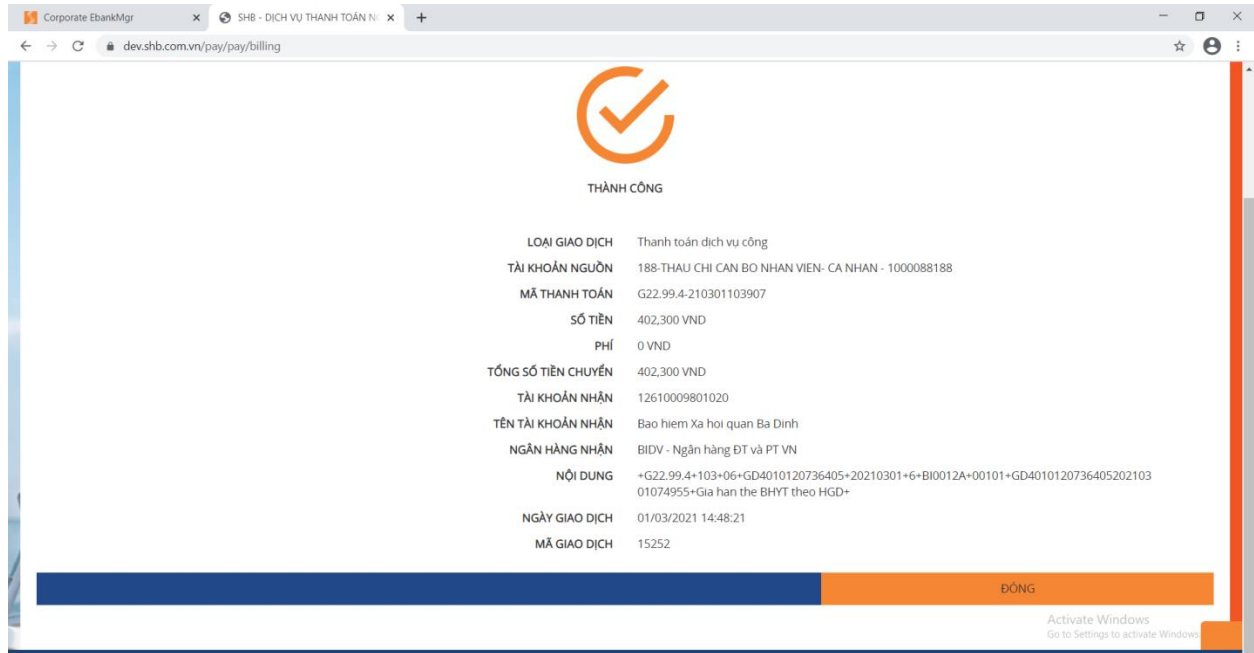 Corporate EbankMgr
SHB - DỊCH VỤ THANH TOÁN N
dev.shb.com.vn/pay/pay/billing
THÀNH CÔNG
LOẠI GIAO DỊCH Thanh toán dịch vụ công
TÀI KHOẢN NGUỒN 188-THAU CHI CAN BO NHAN VIEN- CA NHAN - 1000088188
MÃ THANH TOÁN G22.99.4-210301103907
SỐ TIỀN 402,300 VND
PHÍ 0 VND
TỔNG SỐ TIỀN CHUYỂN 402,300 VND
TÀI KHOẢN NHẬN 12610009801020
TÊN TÀI KHOẢN NHẬN Bao hiem Xa hoi quan Ba Dinh
NGÂN HÀNG NHẬN BIDV - Ngân hàng ĐT và PT VN
NỘI DUNG +G22.99.4+103+06+GD4010120736405+20210301+6+BI0012A+00101+GD4010120736405202103
01074955+Gia han the BHYT theo HGD+
NGÀY GIAO DỊCH 01/03/2021 14:48:21
MÃ GIAO DỊCH 15252
ĐÓNG
Activate Windows
Go to Settings to activate Windows.